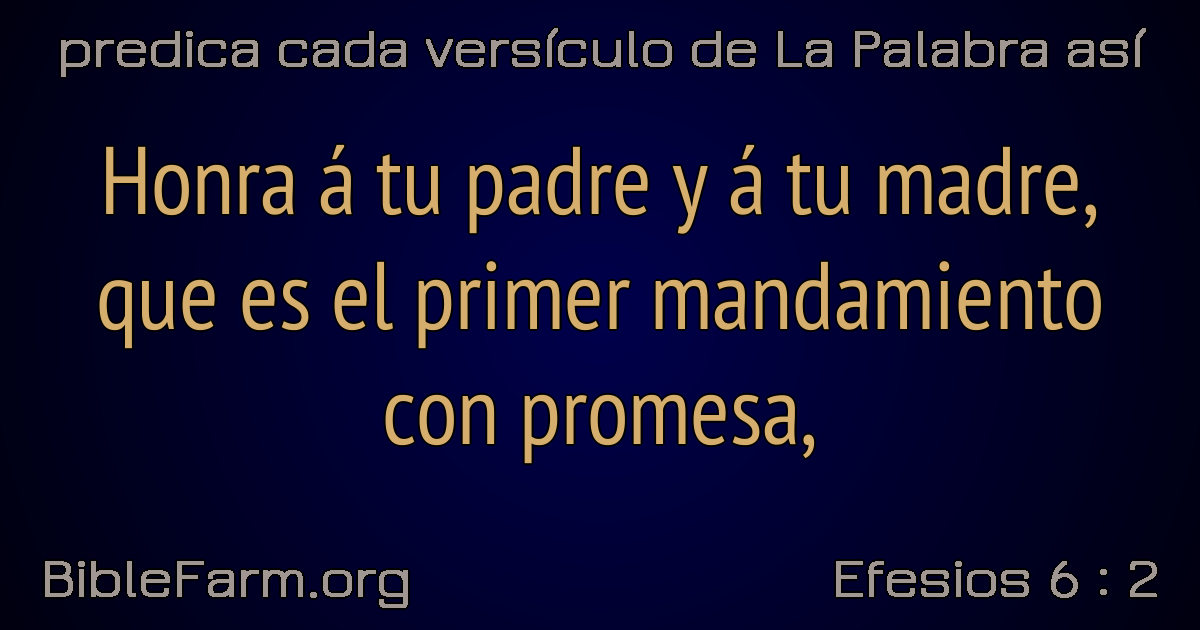 predica cada versículo de La Palabra así
Honra á tu padre y á tu madre,
que es el primer mandamiento
con promesa,
BibleFarm.org
Efesios 6 : 2